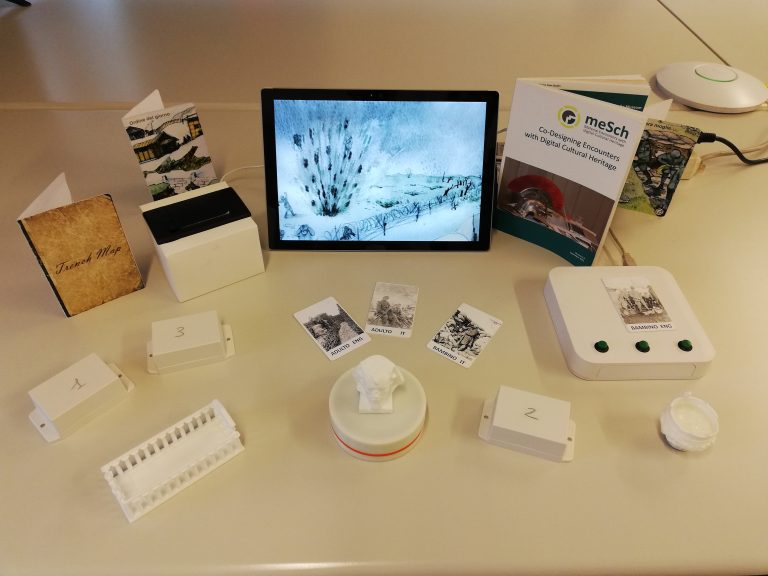 Trench Map
meSch
Co-Designing Encounters
with Digital Cultural Heritage
ADULTO ENG
ADULTO IT
BAMBINO IT
BAMBINO ENG
3
1
2